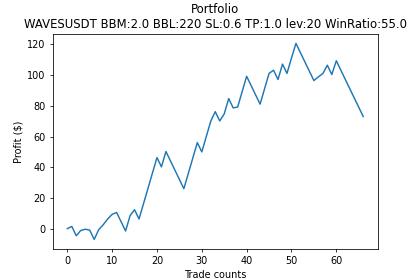 Portfolio
WAVESUSDT BBM:2.0 BBL:220 SL:0.6 TP:1.0 lev:20 WinRatio:55.0
120
100
80
60
40
20
0
Profit ($)
0 10 20 30 40 50 60
Trade counts